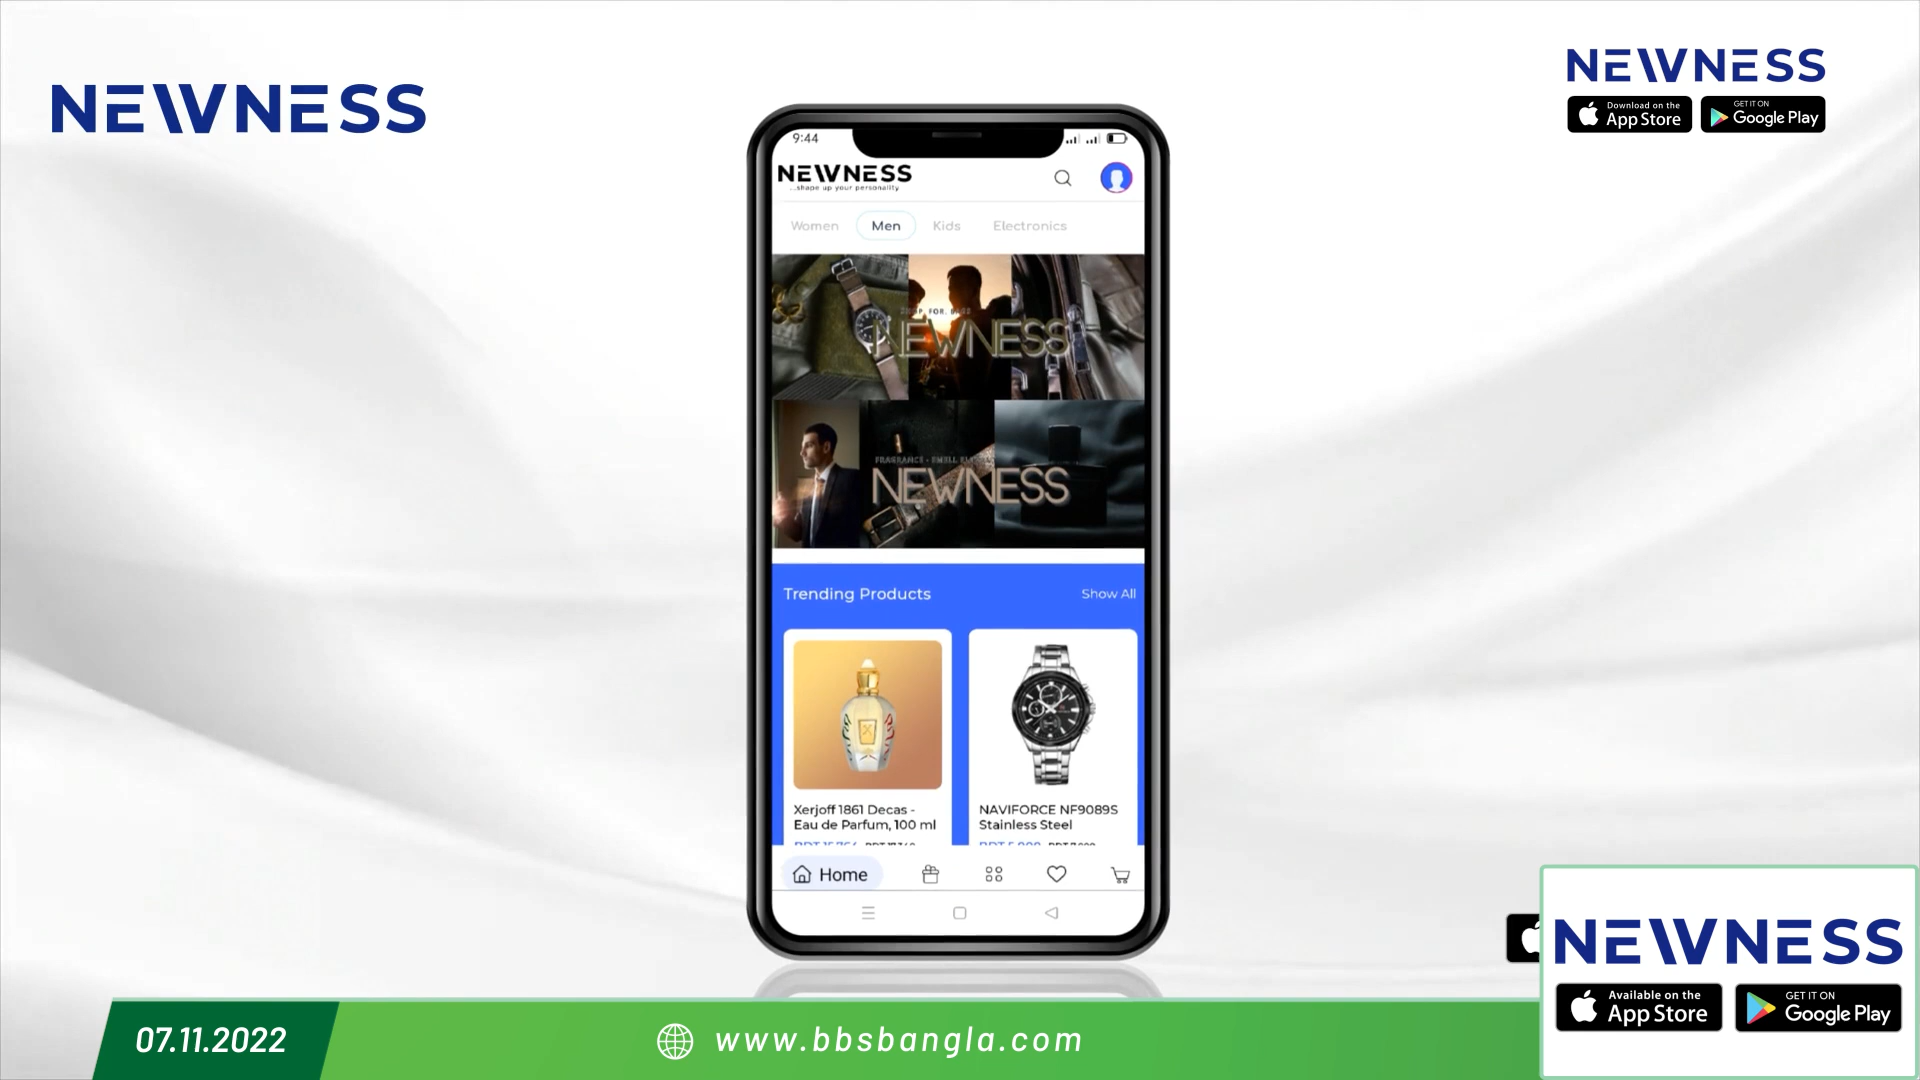 NEWNESS
NEWNESS
Download on the
App Store
GET IT ON
Google Play
9:44
NEWNESS
...shape up your personality
Women
Men
Kids
Electronics
NEWNESS
NEWNESS
Trending Products
Show All
Xerjoff 1861 Decas -
Eau de Parfum, 100 ml
NAVIFORCE NF9089S
Stainless Steel
Home
NEWNESS
Available on the
App Store
GET IT ON
Google Play
07.11.2022
www.bbsbangla.com